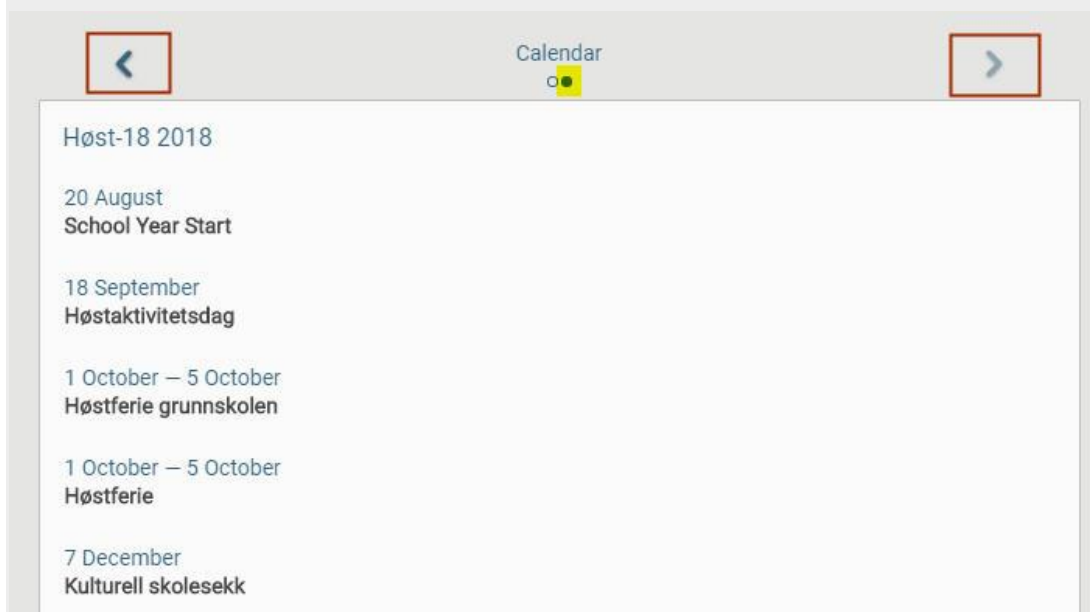 Calendar
Høst-18 2018
20 August
School Year Start
18 September
Høstaktivitetsdag
1 October — 5 October
Høstferie grunnskolen
1 October — 5 October
Høstferie
7 December
Kulturell skolesekk